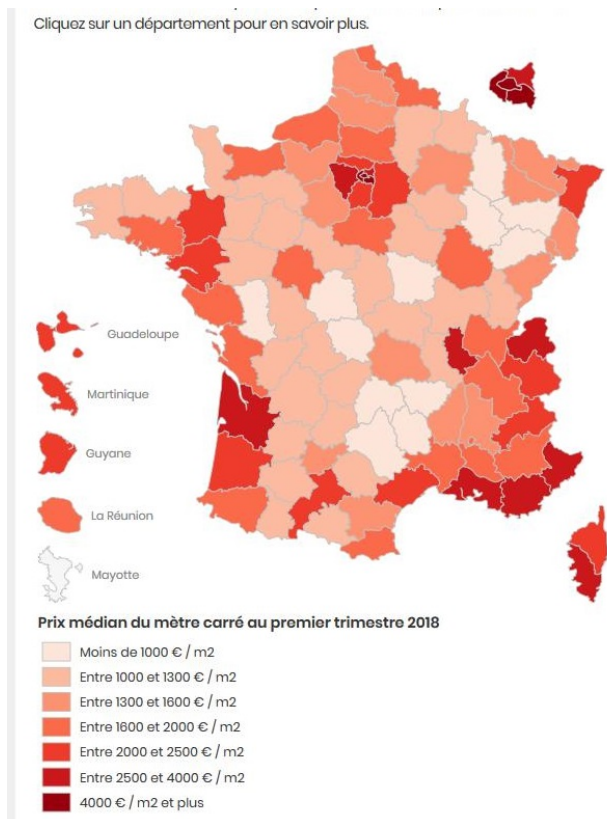 Cliquez sur un département pour en savoir plus.
Guadeloupe
Martinique
Guyane
La Réunion
Mayotte
Prix médian du mètre carré au premier trimestre 2018
Moins de 1000 € / m2
Entre 1000 et 1300 € / m2
Entre 1300 et 1600 € / m2
Entre 1600 et 2000 € / m2
Entre 2000 et 2500 € / m2
Entre 2500 et 4000 € / m2
4000 € / m2 et plus